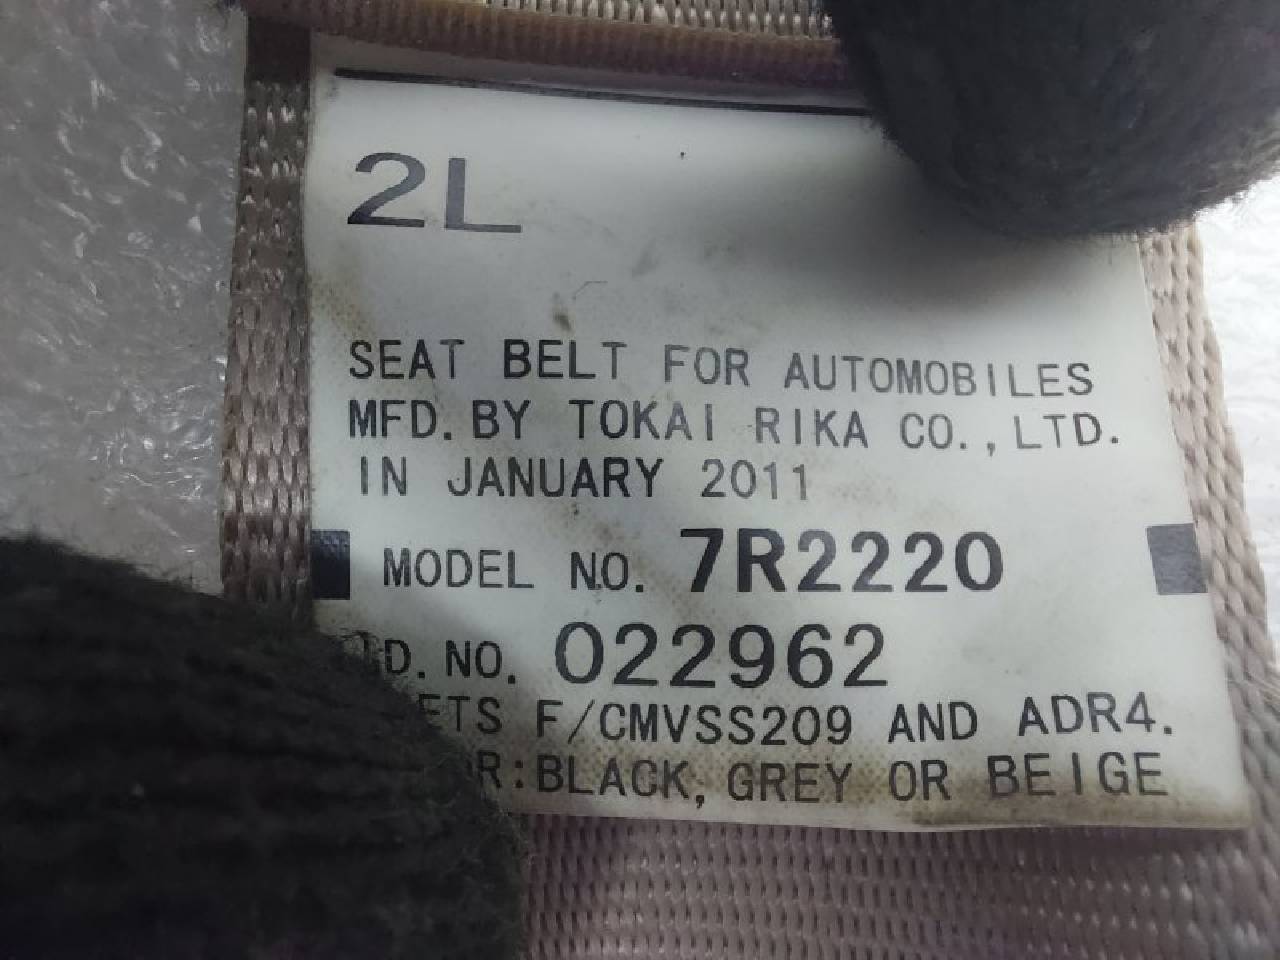 2L
SEAT BELT FOR AUTOMOBILES
MFD. BY TOKAI RIKA CO., LTD.
IN JANUARY 2011
MODEL NO. 7R2220
D. NO. 022962
ETS F/CMVSS209 AND ADR4.
R:BLACK, GREY OR BEIGE